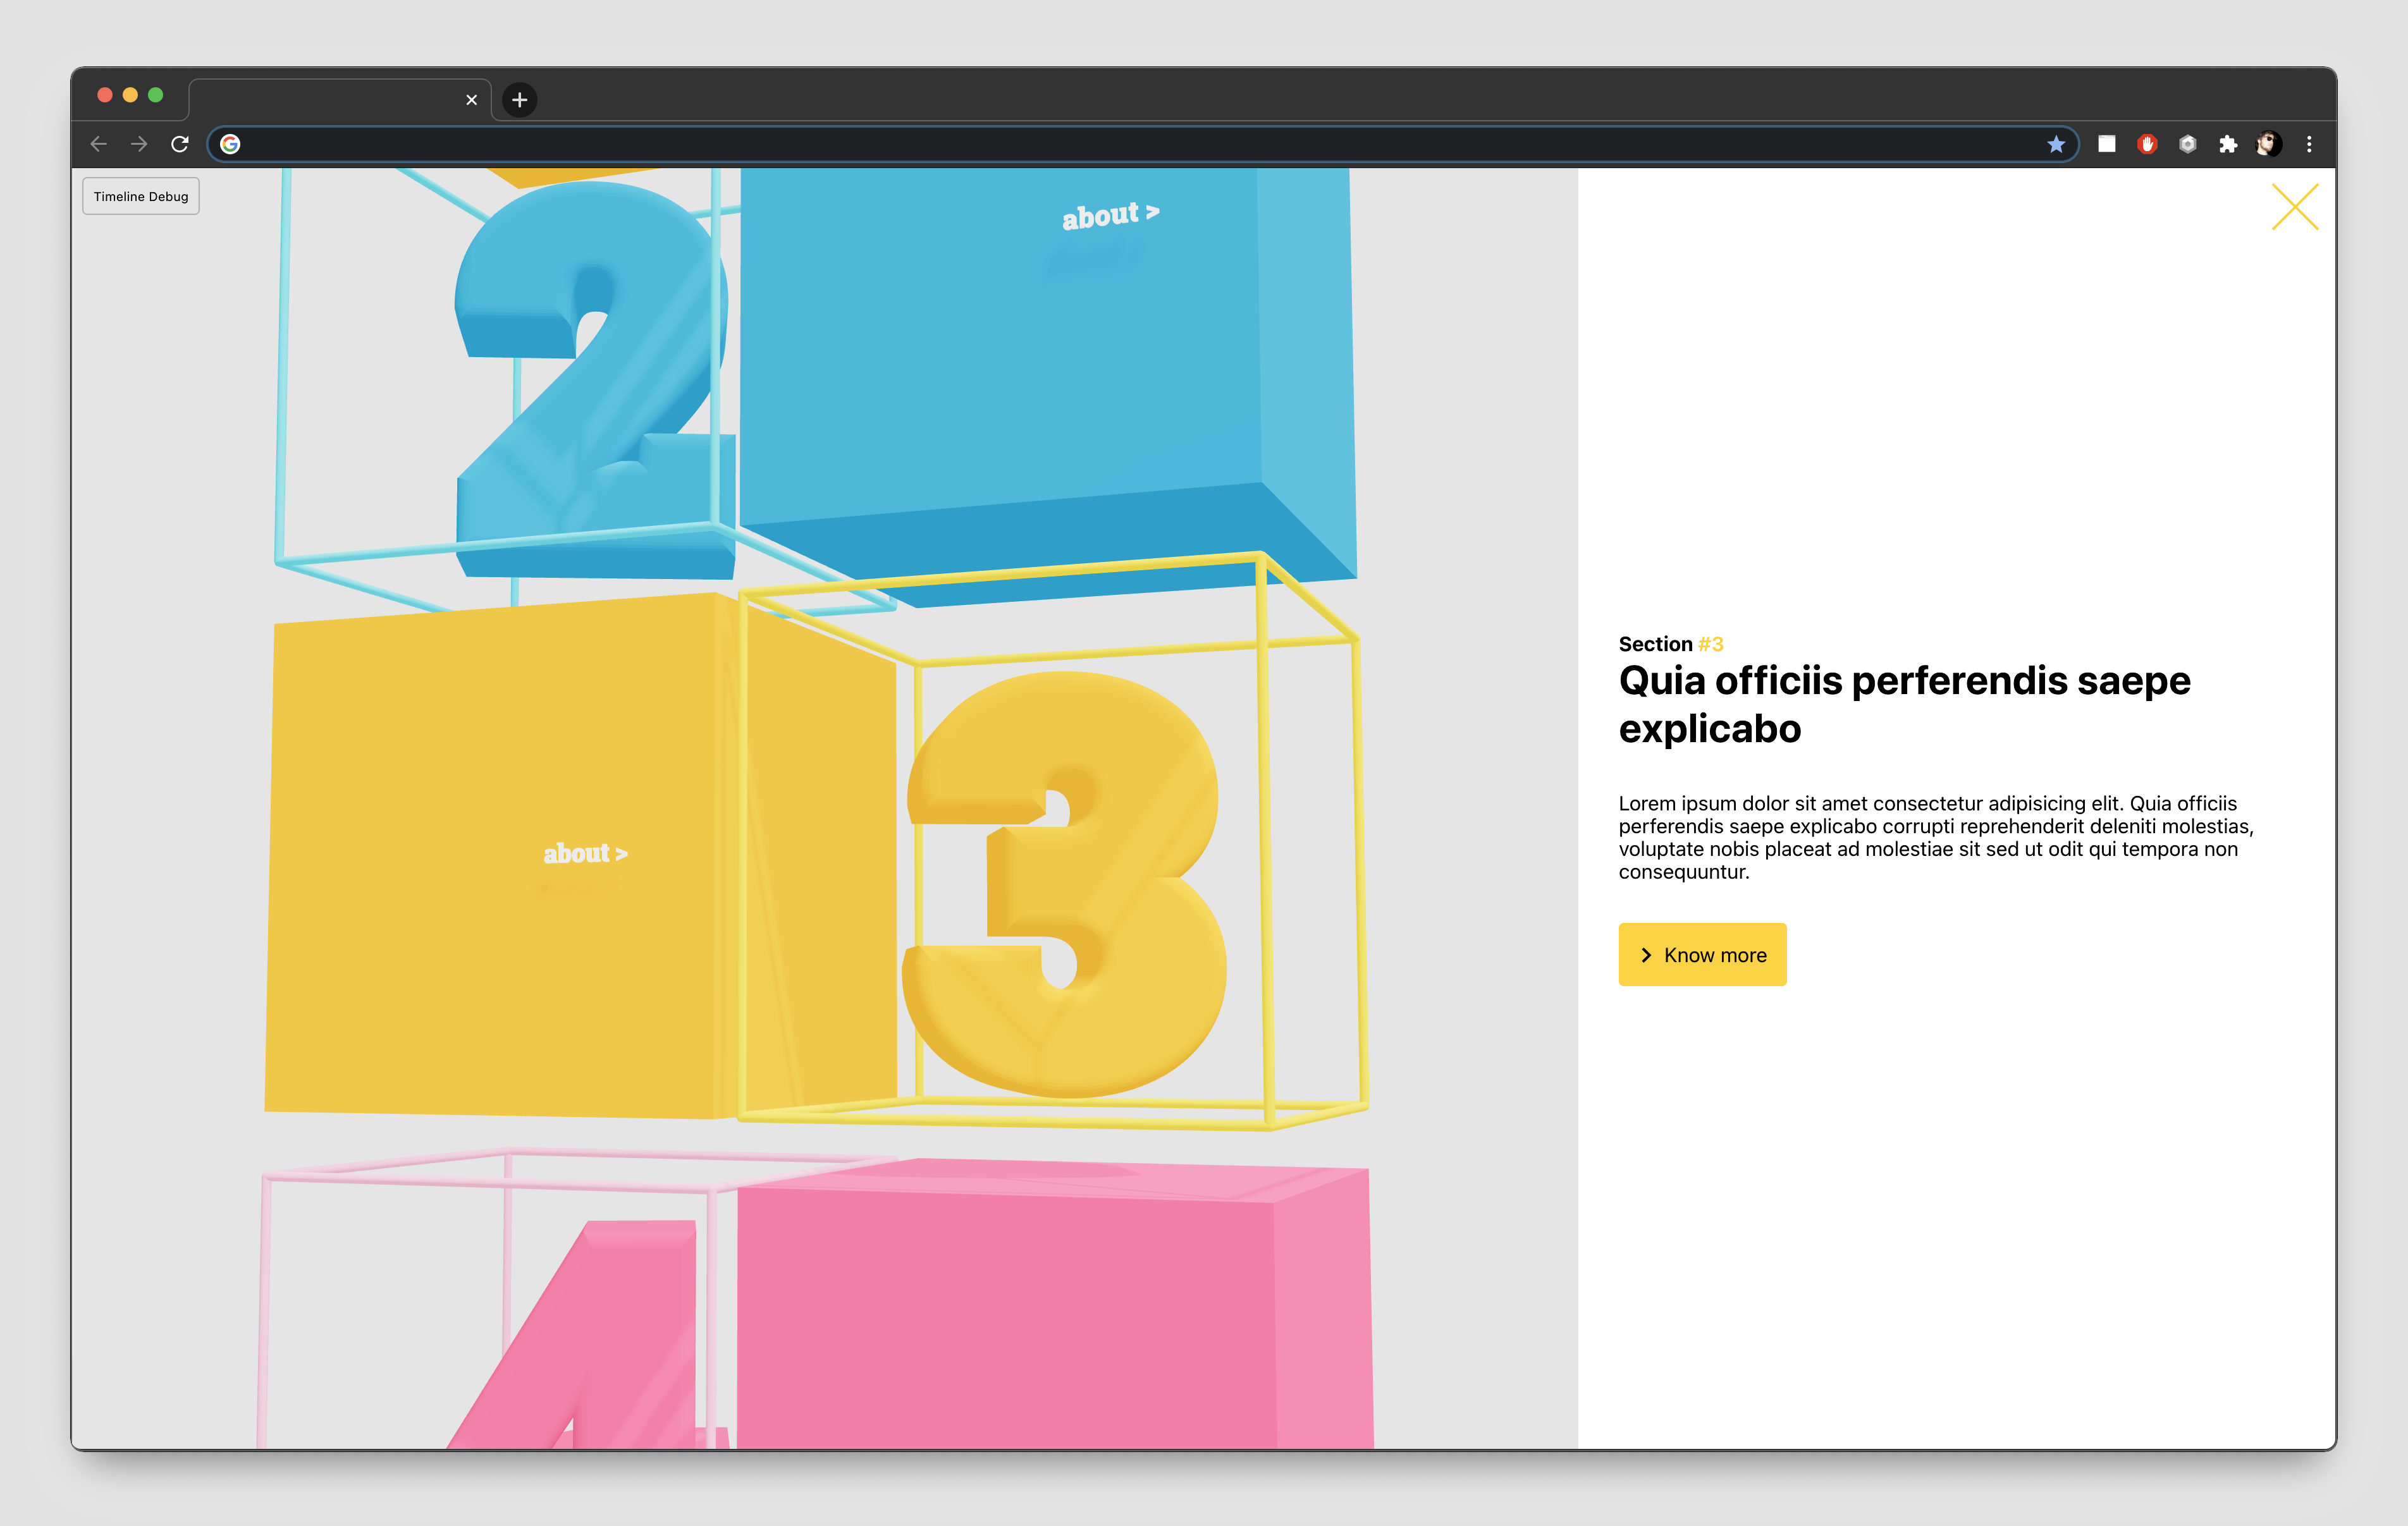 Timeline Debug
2
about >
about >
3
4
Section #3
Quia officiis perferendis saepe
explicabo
Lorem ipsum dolor sit amet consectetur adipisicing elit. Quia officiis
perferendis saepe explicabo corrupti reprehenderit deleniti molestias,
voluptate nobis placeat ad molestiae sit sed ut odit qui tempora non
consequuntur.
Know more